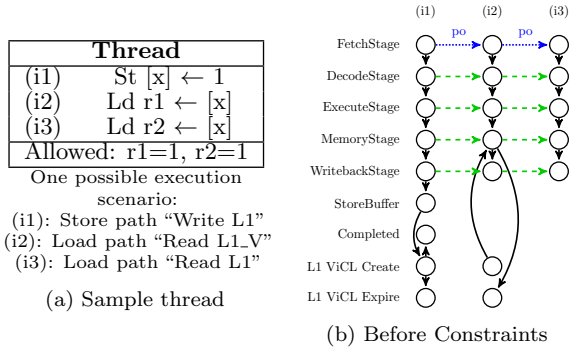 Thread
(i1) St [x] ← 1
(i2) Ld r1 ← [x]
(i3) Ld r2 ← [x]
Allowed: r1=1, r2=1
One possible execution
scenario:
(i1): Store path “Write L1”
(i2): Load path “Read L1_V”
(i3): Load path “Read L1”
(a) Sample thread
(i1) (i2) (i3)
po po
FetchStage
DecodeStage
ExecuteStage
MemoryStage
WritebackStage
StoreBuffer
Completed
L1 ViCL Create
L1 ViCL Expire
(b) Before Constraints